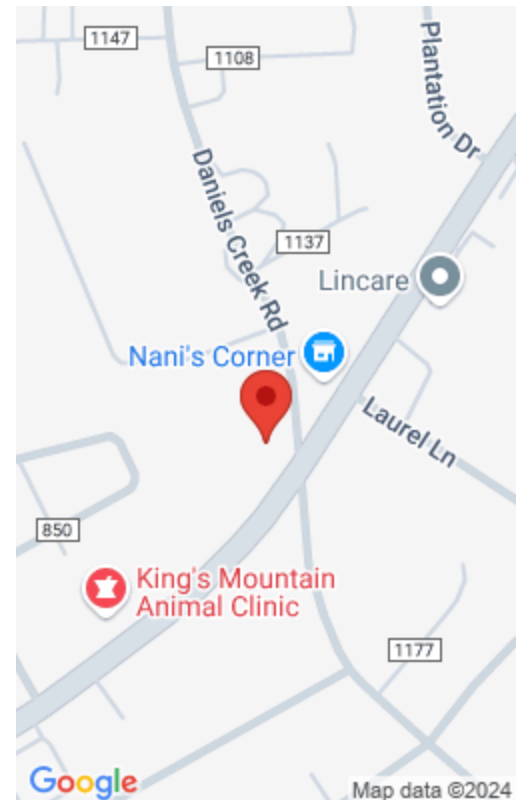 1147
1108
Plantation Dr
Daniels Creek Rd
1137
Lincare
Nani's Corner
Laurel Ln
850
King's Mountain
Animal Clinic
1177
Google
Map data ©2024